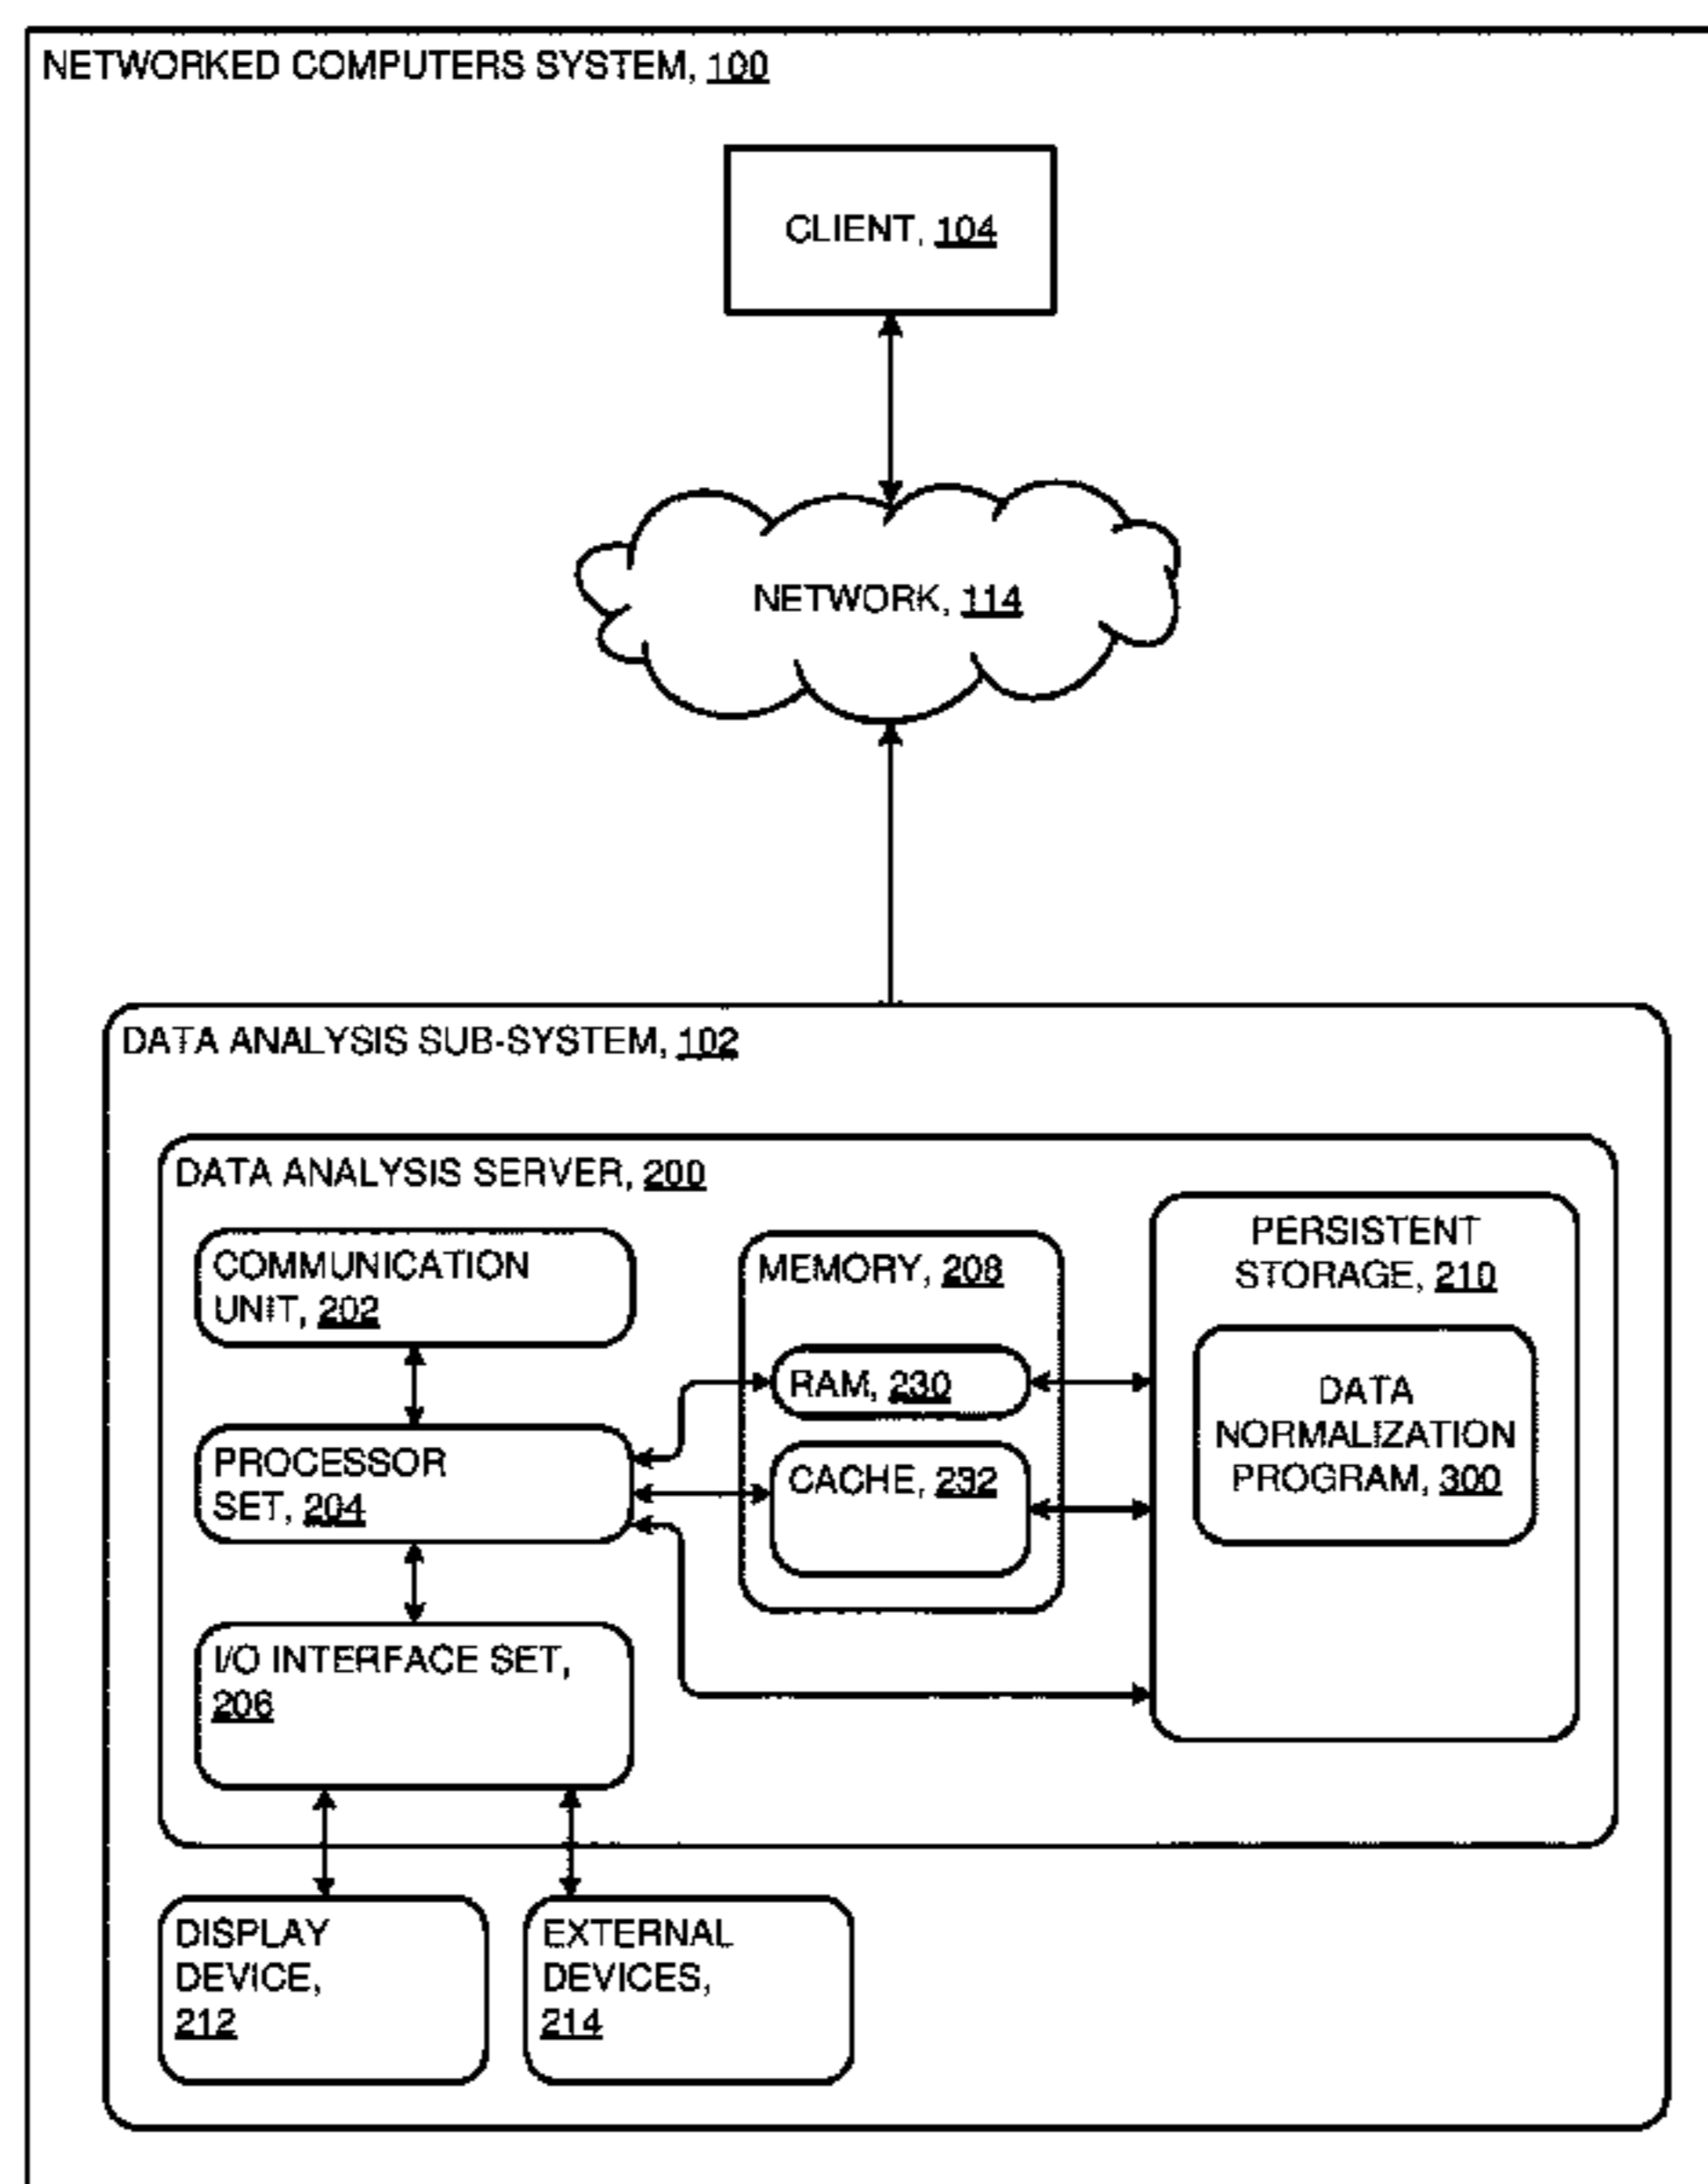 NETWORKED COMPUTERS SYSTEM, 100
CLIENT, 104
NETWORK, 114
DATA ANALYSIS SUB-SYSTEM, 102
DATA ANALYSIS SERVER, 200
COMMUNICATION
UNIT, 202
PROCESSOR
SET, 204
I/O INTERFACE SET,
206
MEMORY, 208
RAM, 230
CACHE, 232
PERSISTENT
STORAGE, 210
DATA
NORMALIZATION
PROGRAM, 300
DISPLAY
DEVICE,
212
EXTERNAL
DEVICES,
214